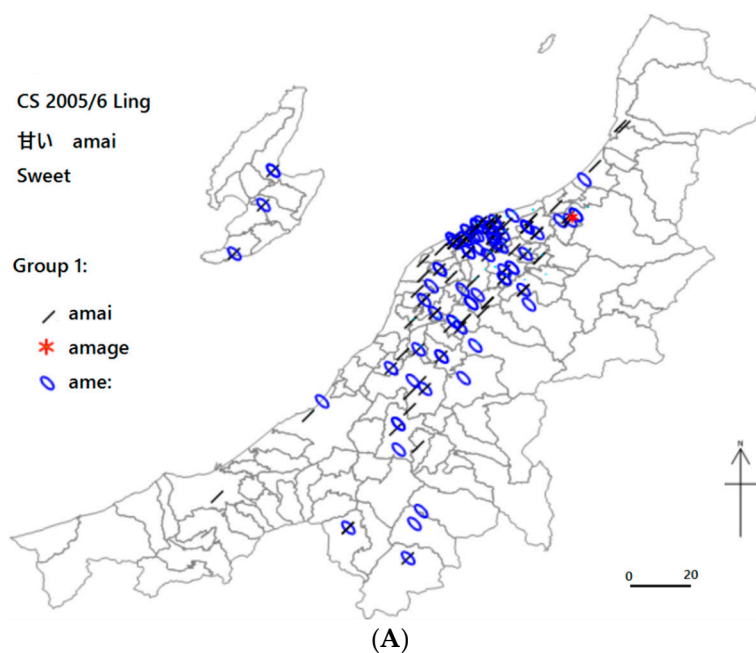 CS 2005/6 Ling
甘い amai
Sweet
Group 1:
amai
amage
ame:
N
0 20
(A)